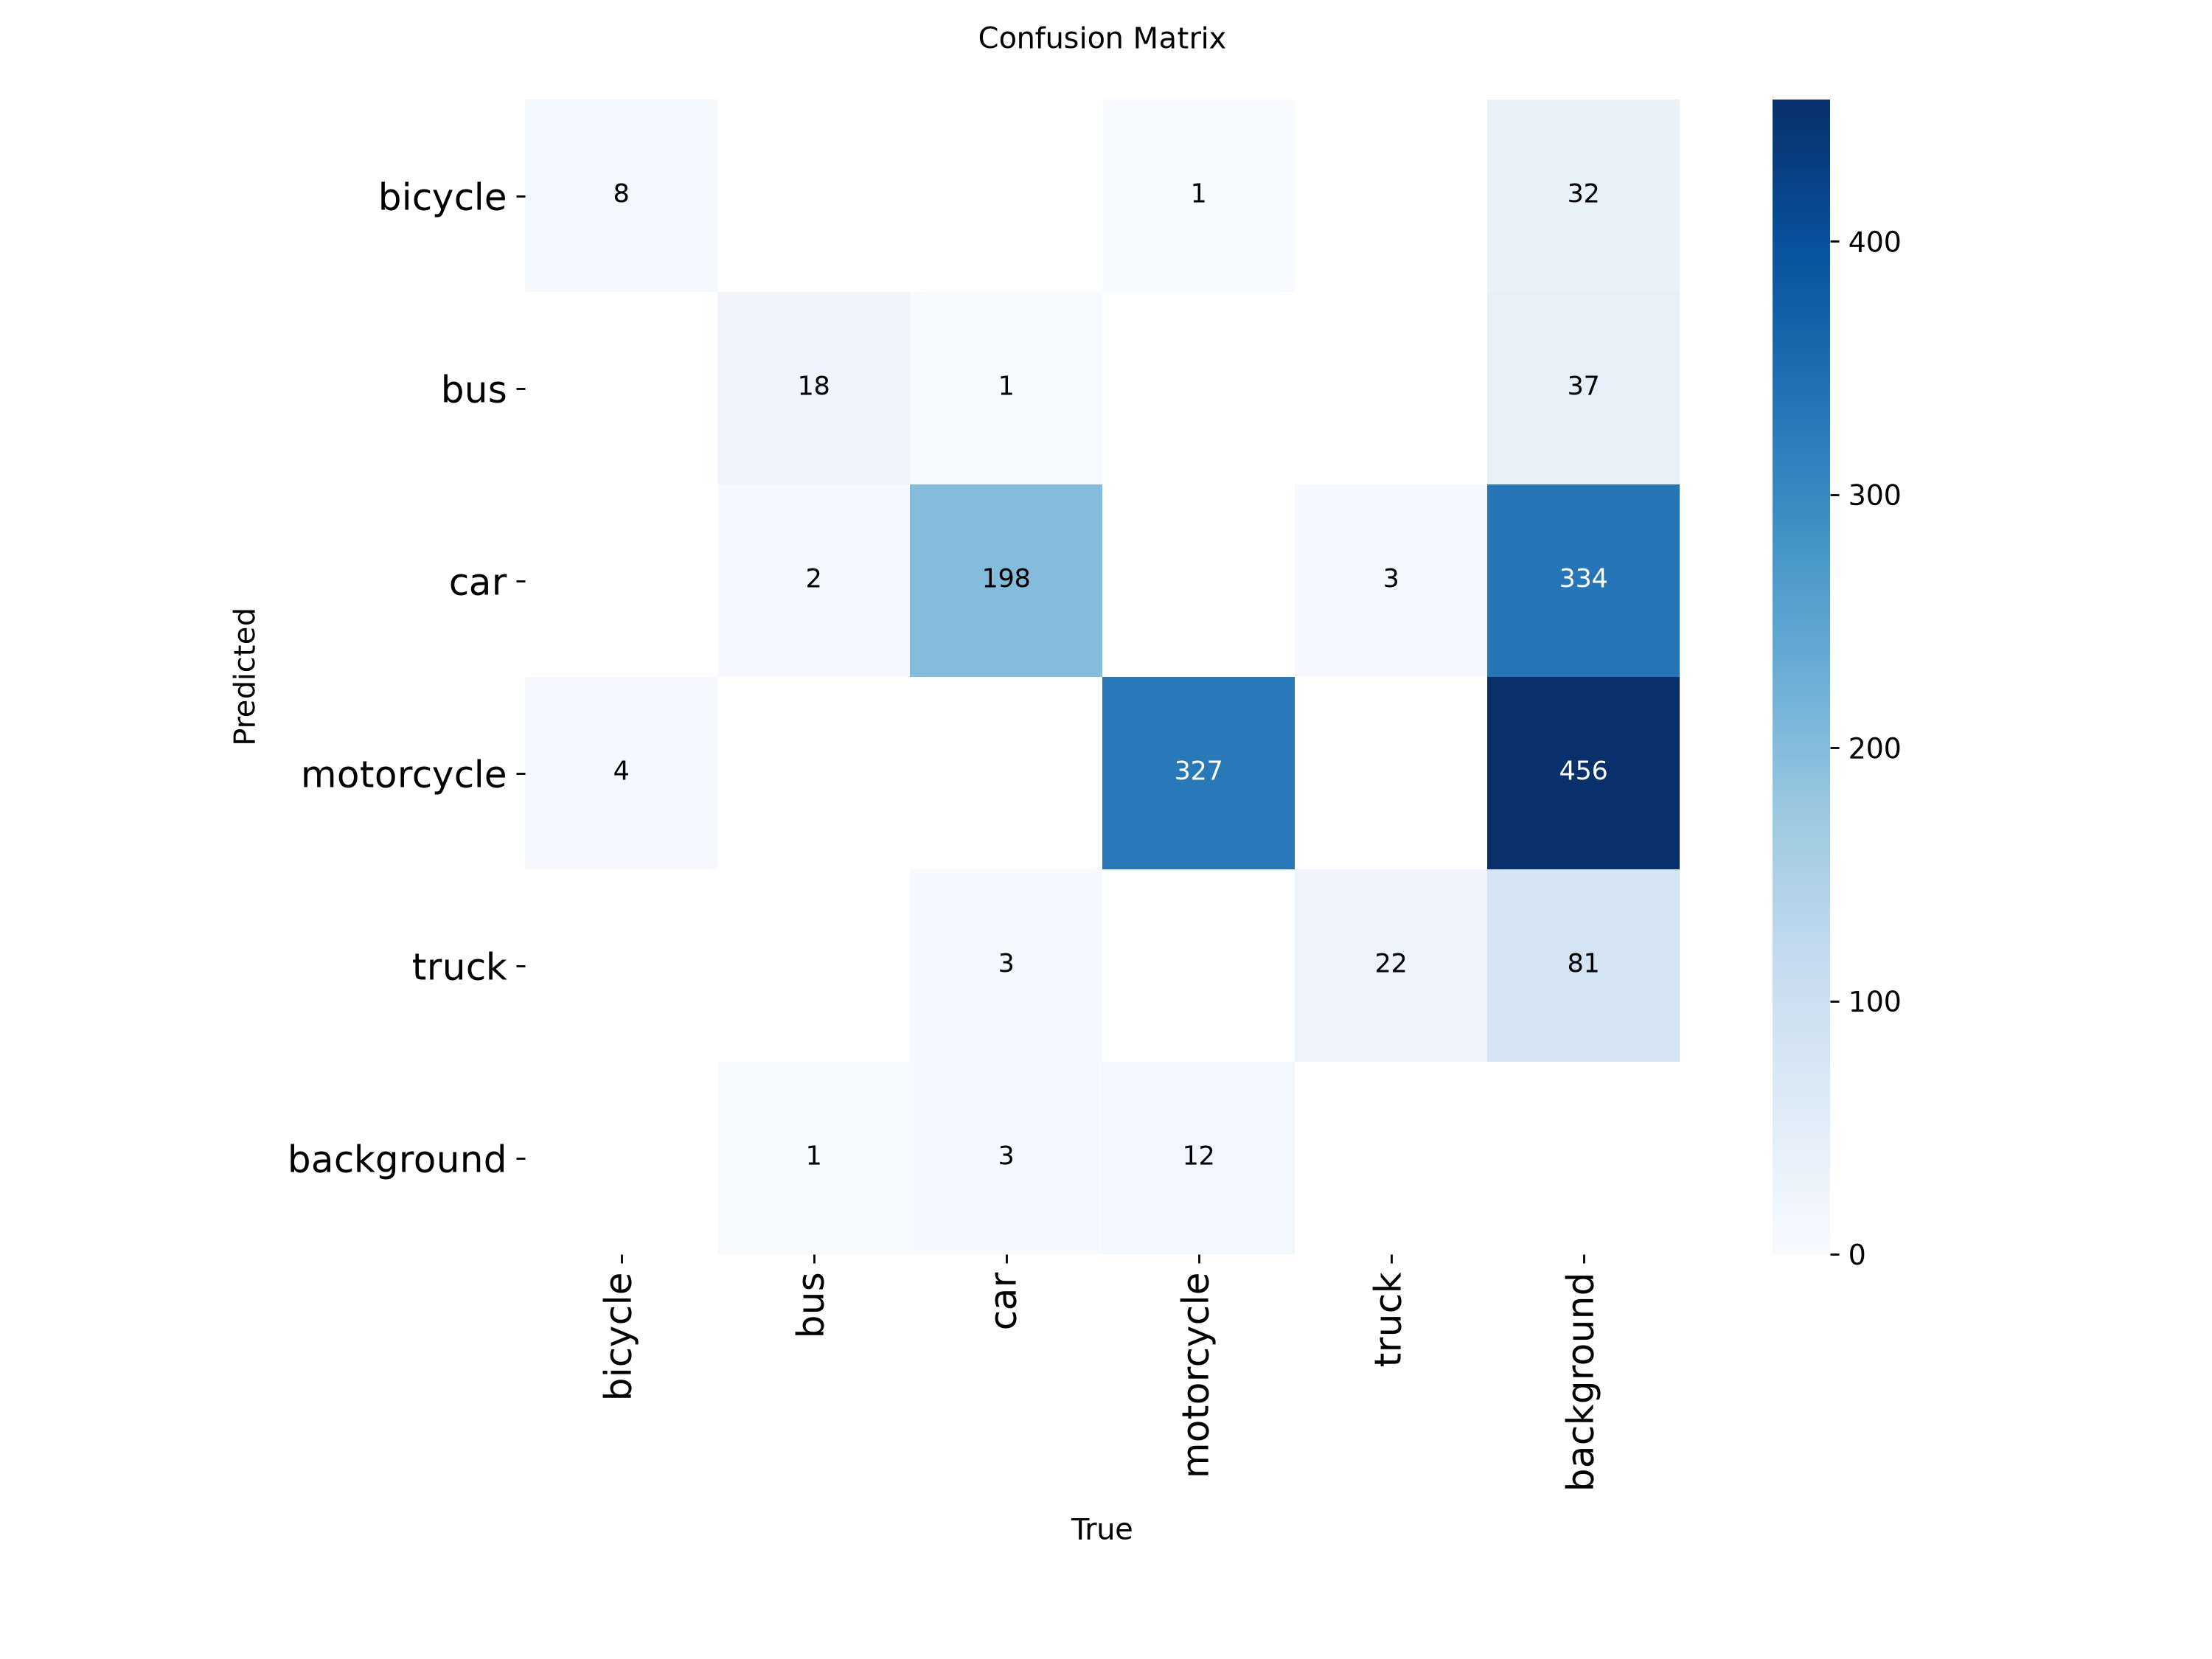 Confusion Matrix
bicycle 8 1 32
bus 18 1 37
car 2 198 3 334
motorcycle 4 327 456
truck 3 22 81
background 1 3 12
Predicted
bicycle bus car motorcycle truck background
True
400
300
200
100
0